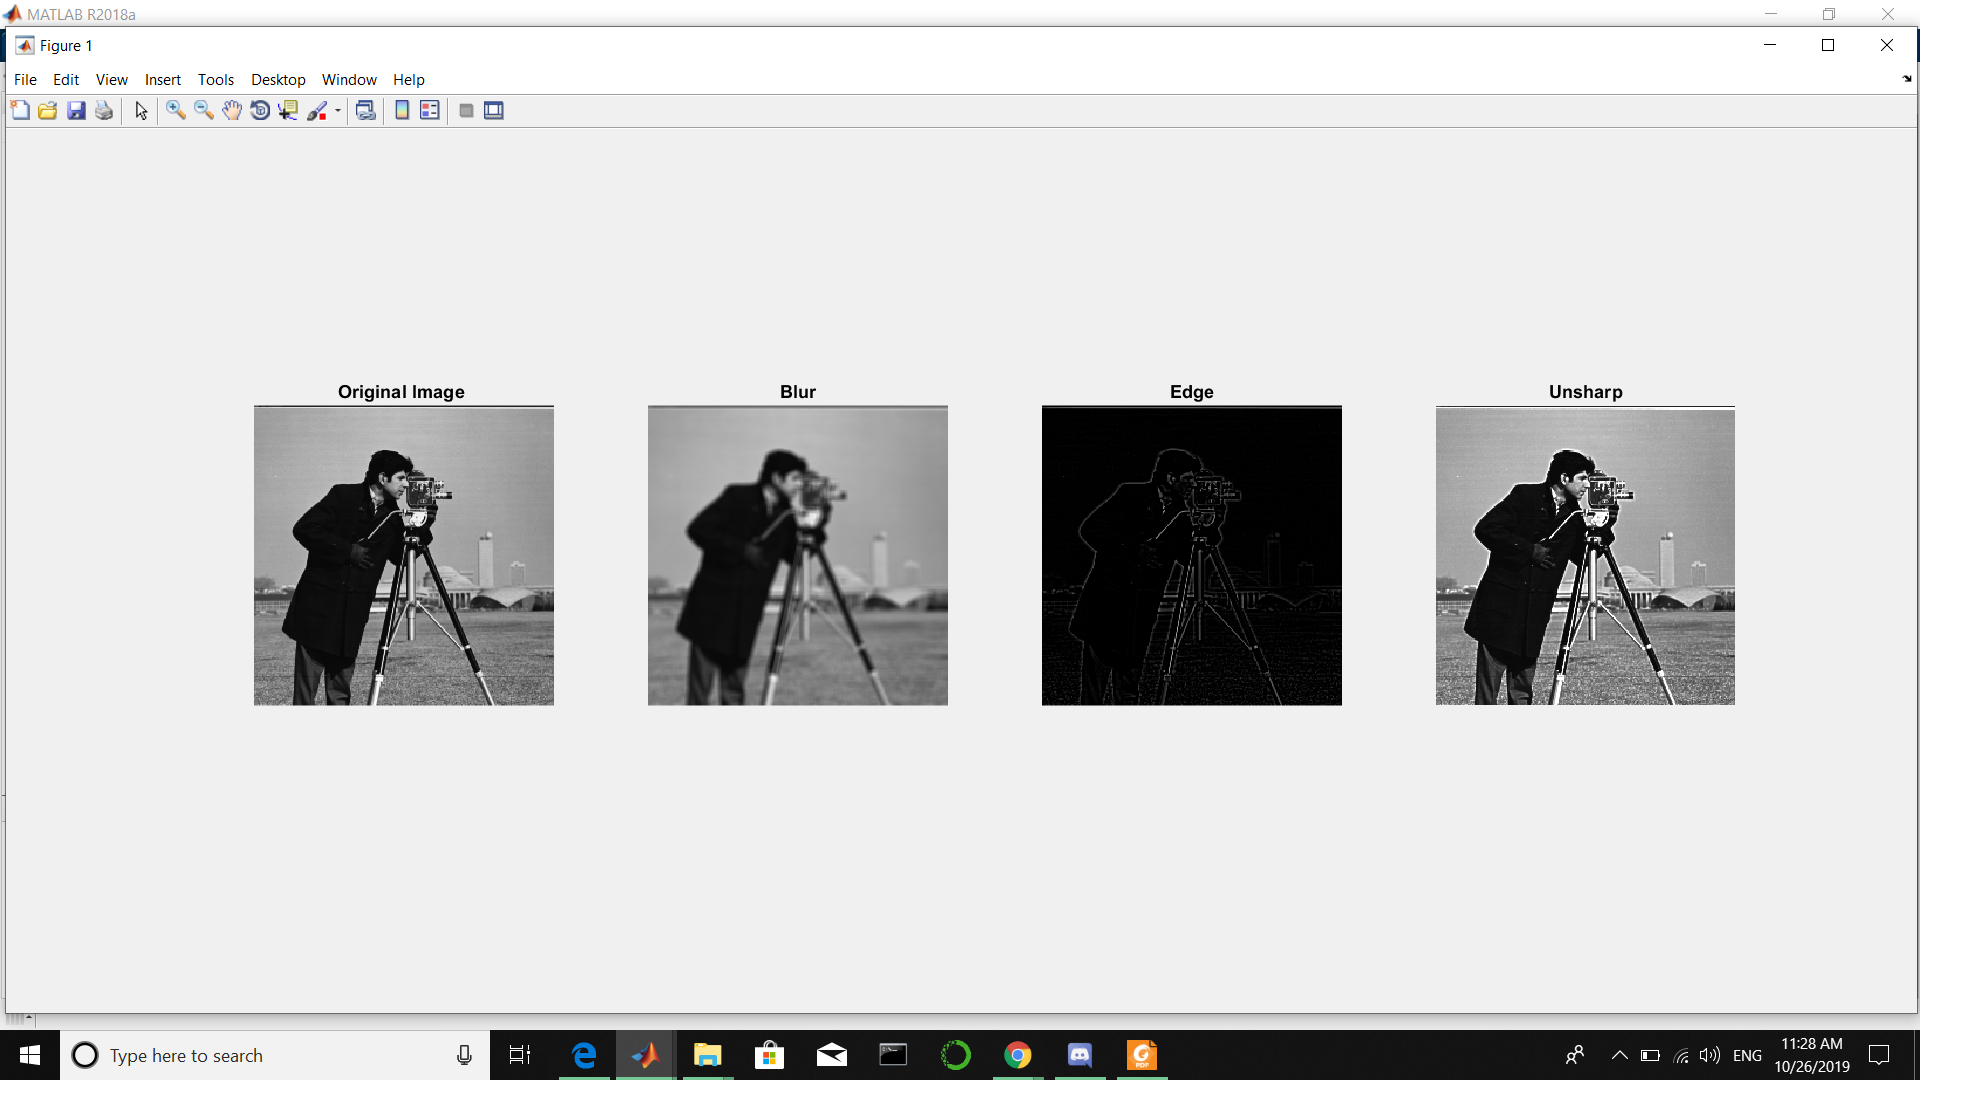 MATLAB R2018a
Figure 1
File Edit View Insert Tools Desktop Window Help
Original Image Blur Edge Unsharp
Type here to search
PDF
ENG
11:28 AM
10/26/2019